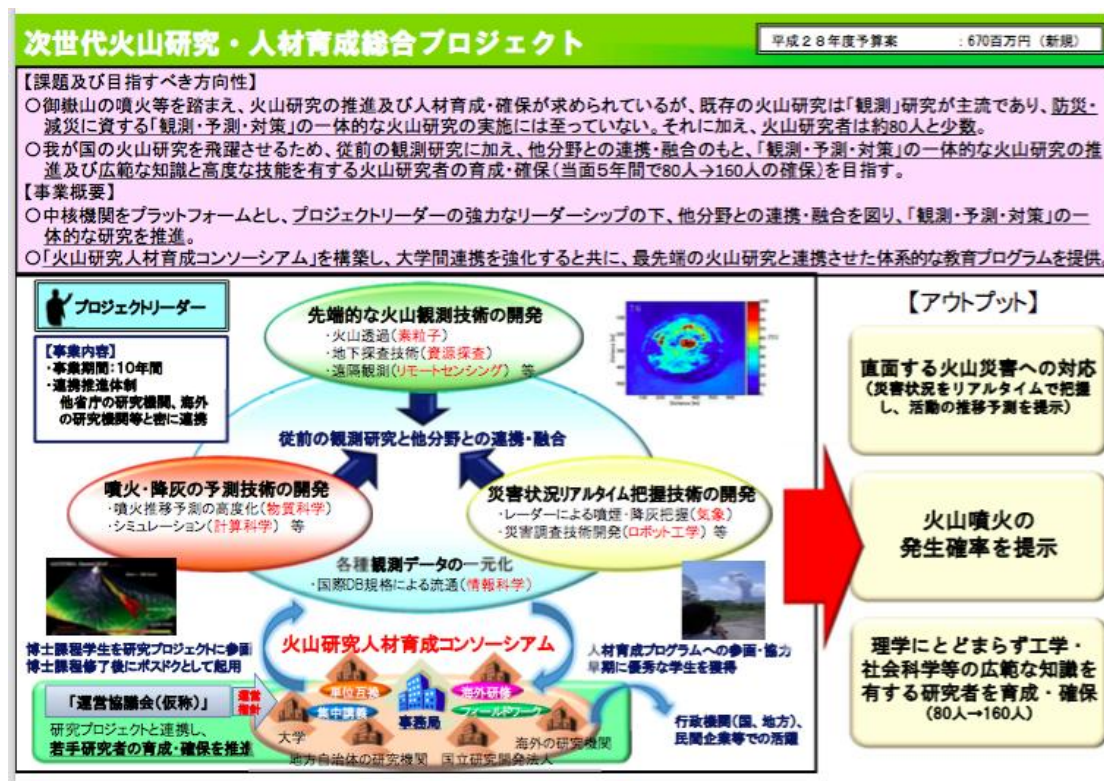 次世代火山研究・人材育成総合プロジェクト
平成28年度予算案　：670百万円（新規）
【課題及び目指すべき方向性】
○御嶽山の噴火等を踏まえ、火山研究の推進及び人材育成・確保が求められているが、既存の火山研究は「観測」研究が主流であり、防災・
減災に資する「観測・予測・対策」の一体的な火山研究の実施には至っていない。それに加え、火山研究者は約80人と少数。
○我が国の火山研究を飛躍させるため、従前の観測研究に加え、他分野との連携・融合のもと、「観測・予測・対策」の一体的な火山研究の推
進及び広範な知識と高度な技能を有する火山研究者の育成・確保（当面5年間で80人→160人の確保）を目指す。
【事業概要】
○中核機関をプラットフォームとし、プロジェクトリーダーの強力なリーダーシップの下、他分野との連携・融合を図り、「観測・予測・対策」の一
体的な研究を推進。
○「火山研究人材育成コンソーシアム」を構築し、大学間連携を強化すると共に、最先端の火山研究と連携させた体系的な教育プログラムを提供。
プロジェクトリーダー
【事業内容】
・事業期間：10年間
・連携推進体制
他省庁の研究機関、海外
の研究機関等と密に連携
先端的な火山観測技術の開発
・火山透過（素粒子）
・地下探査技術（資源探査）
・遠隔観測（リモートセンシング）　等
従前の観測研究と他分野との連携・融合
噴火・降灰の予測技術の開発
・噴火推移予測の高度化（物質科学）
・シミュレーション（計算科学）　等
災害状況リアルタイム把握技術の開発
・レーダーによる噴煙・降灰把握（気象）
・災害調査技術開発（ロボット工学）　等
各種観測データの一元化
・国際DB規格による流通（情報科学）
火山研究人材育成コンソーシアム
博士課程学生を研究プロジェクトに参画
博士課程修了後にポスドクとして起用
人材育成プログラムへの参画・協力
早期に優秀な学生を獲得
「運営協議会（仮称）」
運営
指針
研究プロジェクトと連携し、
若手研究者の育成・確保を推進
単位互換
集中講義
事務局
海外研修
フィールドワーク
大学
地方自治体の研究機関
国立研究開発法人
海外の研究機関
行政機関（国、地方）、
民間企業等での活躍
【アウトプット】
直面する火山災害への対応
（災害状況をリアルタイムで把握
し、活動の推移予測を提示）
火山噴火の
発生確率を提示
理学にとどまらず工学・
社会科学等の広範な知識を
有する研究者を育成・確保
（80人→160人）